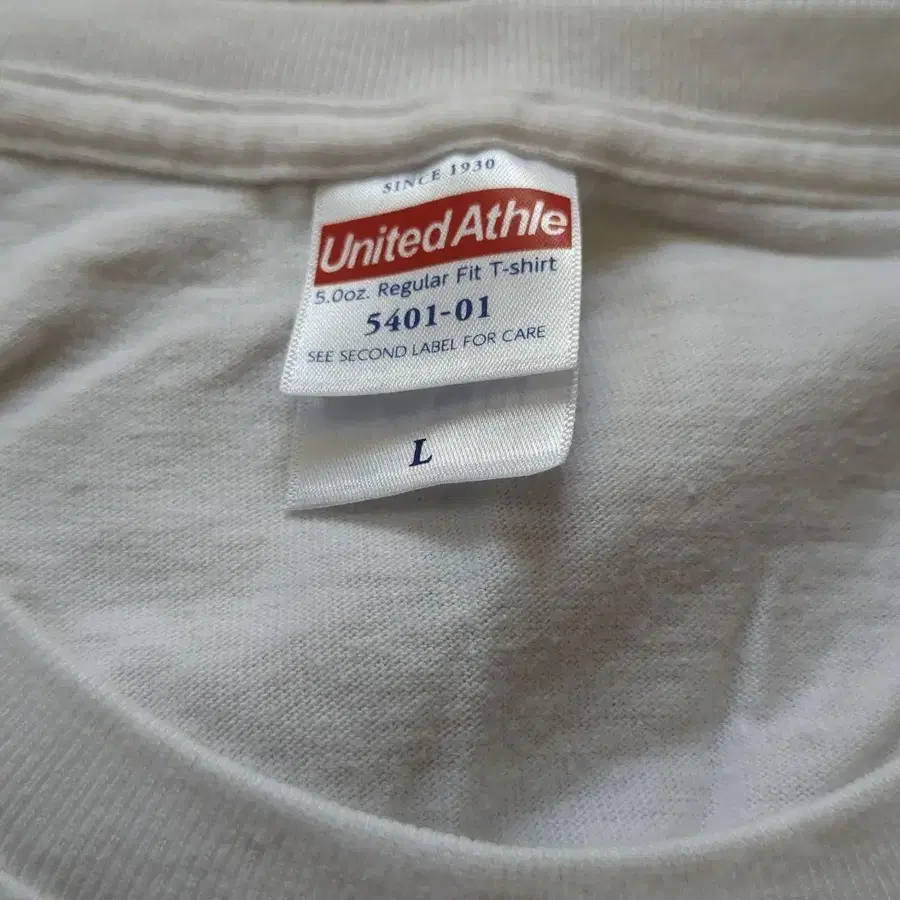 SINCE 1930
United Athle
5.0oz. Regular Fit T-shirt
5401-01
SEE SECOND LABEL FOR CARE
L